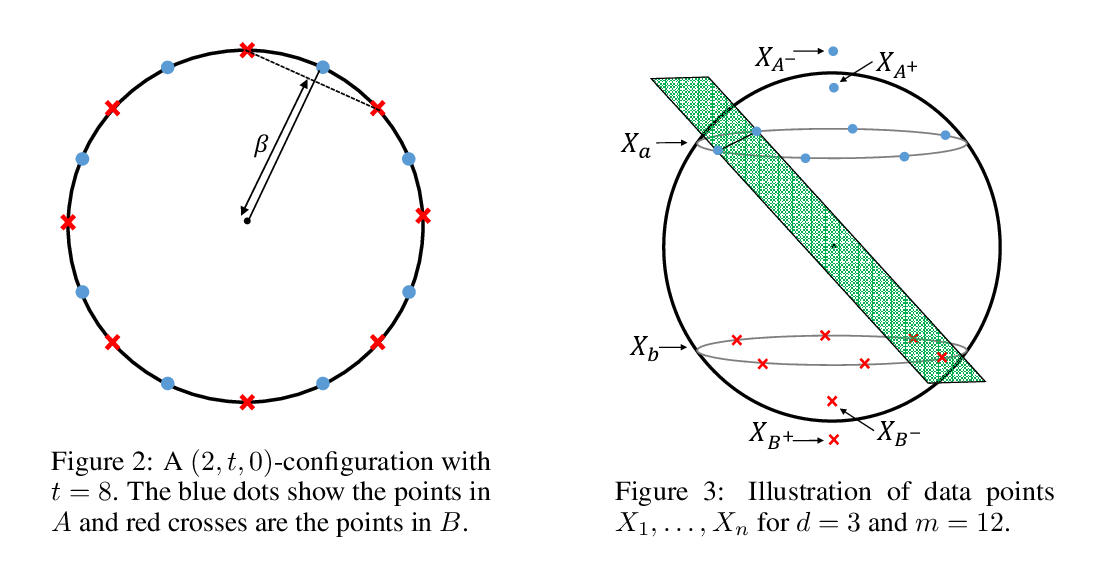 β
Figure 2: A (2, t, 0)-configuration with
t = 8. The blue dots show the points in
A and red crosses are the points in B.
X_{A^-}
X_{A^+}
X_a
X_b
X_{B^+}
X_{B^-}
Figure 3: Illustration of data points
X_1, . . . , X_n for d = 3 and m = 12.